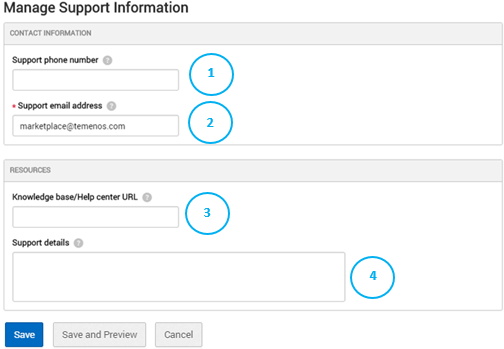 Manage Support Information
CONTACT INFORMATION
Support phone number ?
1
* Support email address ?
marketplace@temenos.com
2
RESOURCES
Knowledge base/Help center URL ?
3
Support details ?
4
Save
Save and Preview
Cancel